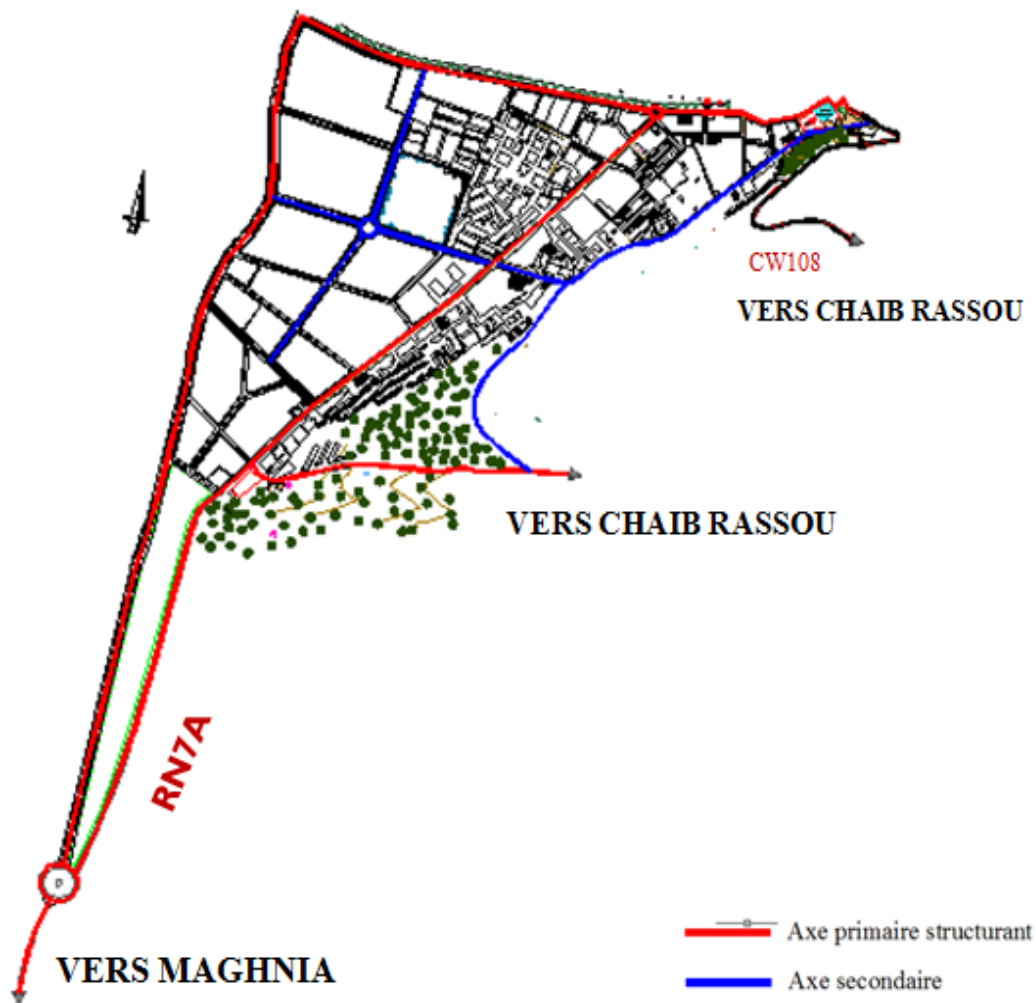 CW108
VERS CHAIB RASSOU
VERS CHAIB RASSOU
RN7A
VERS MAGHNIA
Axe primaire structurant
Axe secondaire